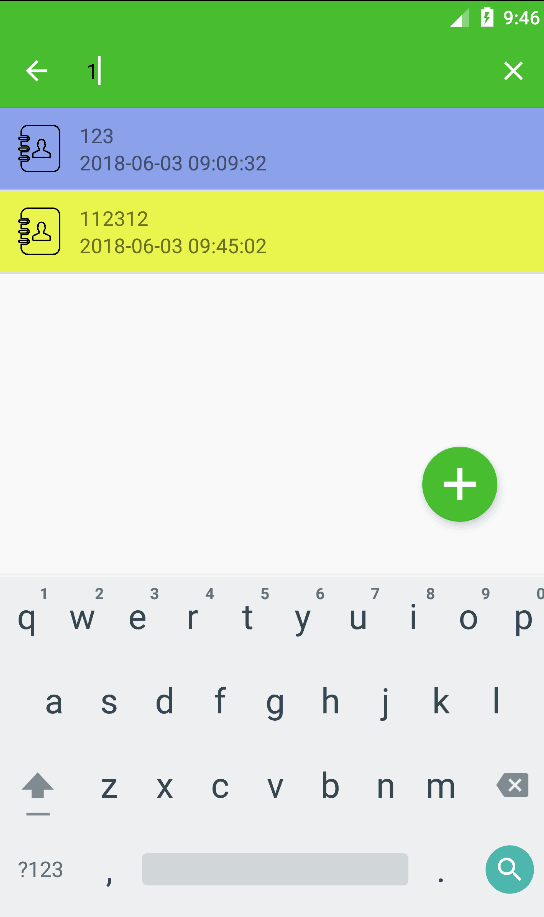 9:46
1
123
2018-06-03 09:09:32
112312
2018-06-03 09:45:02
1 2 3 4 5 6 7 8 9 0
q w e r t y u i o p
a s d f g h j k l
z x c v b n m
?123 , .